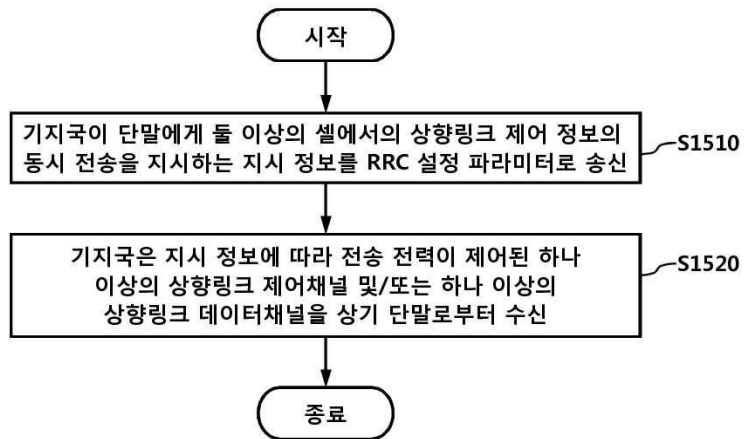 시작
기지국이 단말에게 둘 이상의 셀에서의 상향링크 제어 정보의
동시 전송을 지시하는 지시 정보를 RRC 설정 파라미터로 송신
S1510
기지국은 지시 정보에 따라 전송 전력이 제어된 하나
이상의 상향링크 제어채널 및/또는 하나 이상의
상향링크 데이터채널을 상기 단말로부터 수신
S1520
종료